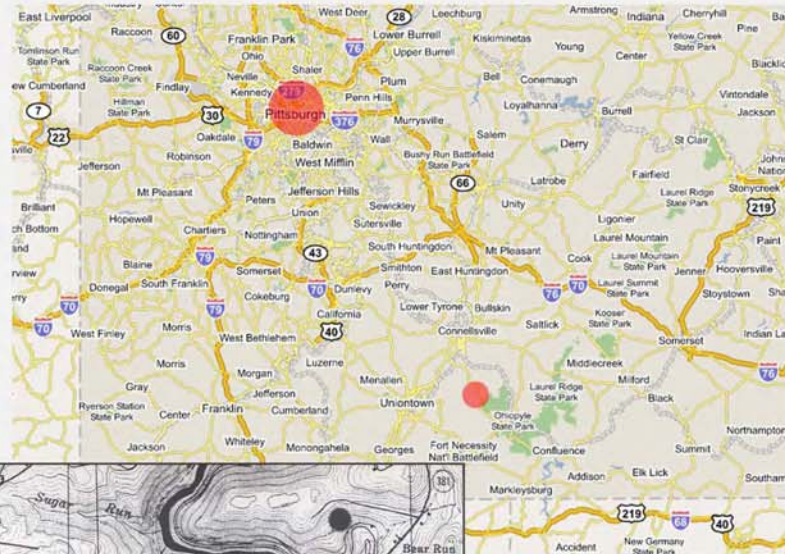 East Liverpool
Industry
Center
West Deer
Leechburg
Armstrong
Indiana
Cherryhill
Pine
Raccoon
60
Franklin Park
28
Lower Burrell
Kiskiminetas
Young
Center
Yellow Creek
State Park
Tomlinson Run
State Park
Ohio
76
Upper Burrell
Raccoon Creek
State Park
Neville
Shaler
Plum
Bell
Conemaugh
New Cumberland
Findlay
Kennedy
279
Penn Hills
Loyalhanna
Burrell
Vintondale
Jackson
7
Hillman
State Park
30
Pittsburgh
376
Murrysville
22
Oakdale
79
Baldwin
Wall
Salem
Derry
St Clair
Robinson
West Mifflin
Bushy Run Battlefield
State Park
Jefferson
Fairfield
Mt Pleasant
Peters
Jefferson Hills
66
Latrobe
Laurel Ridge
State Park
Stonycreek
Brilliant
Hopewell
Union
Sewickley
Unity
219
Chartiers
Nottingham
Sutersville
Ligonier
43
South Huntingdon
Mt Pleasant
Laurel Mountain
Paint
Blaine
79
Somerset
Smithton
East Huntingdon
Cook
Laurel Mountain
State Park
Jenner
Hooversville
Donegal
South Franklin
70
Dunlevy
Perry
76
70
Laurel Summit
State Park
Stoystown
70
Cokeburg
California
Lower Tyrone
Bullskin
Kooser
State Park
West Finley
Morris
79
West Bethlehem
40
Connellsville
Saltlick
Somerset
Indian
Luzerne
Middlecreek
76
Morris
Morgan
Menallen
Laurel Ridge
State Park
Milford
Gray
Jefferson
Uniontown
Black
Ryerson Station
State Park
Center
Franklin
Cumberland
Ohiopyle
State Park
Northampton
Jackson
Whiteley
Monongahela
Georges
Fort Necessity
Nat'l Battlefield
Confluence
Summit
Addison
Elk Lick
Southam
Markleysburg
219
68
40
Accident
New Germany
State Park
Sugar Run
381
Bear Run